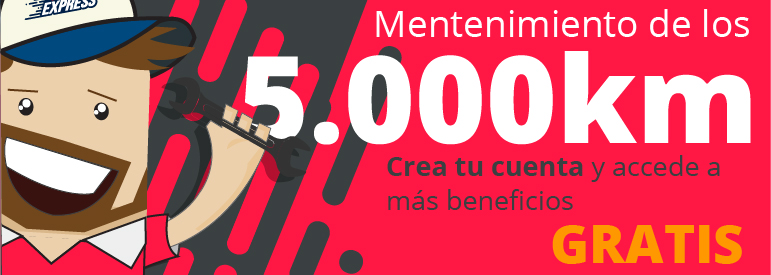 EXPRESS
Mentenimiento de los
5.000km
Crea tu cuenta y accede a
más beneficios
GRATIS